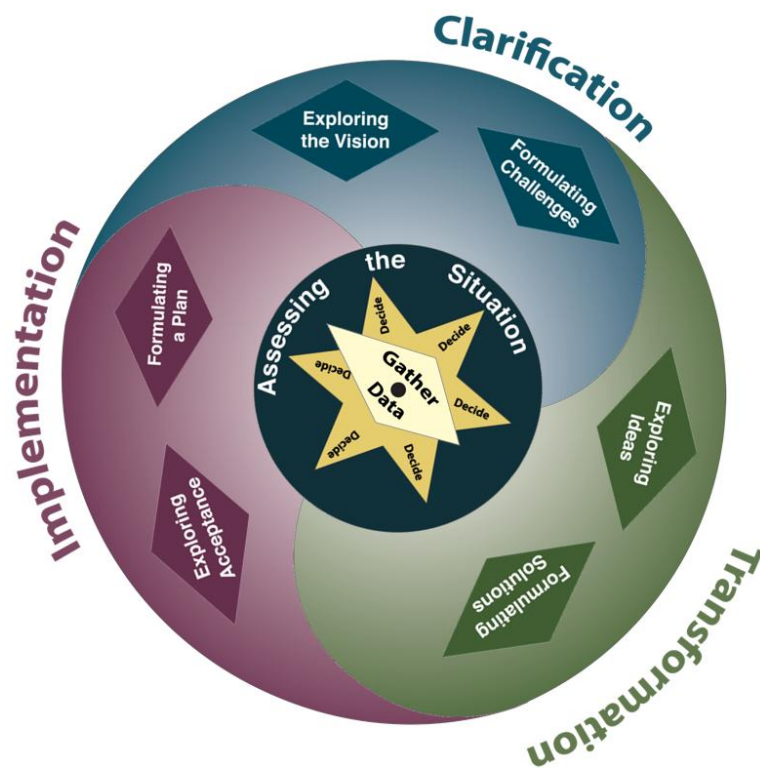 Clarification
Exploring
the Vision
Formulating
Challenges
Transformation
Exploring
Ideas
Formulating
Solutions
Implementation
Exploring
Acceptance
Formulating
a Plan
Assessing the Situation
Decide
Decide
Decide
Decide
Decide
Decide
Gather
Data